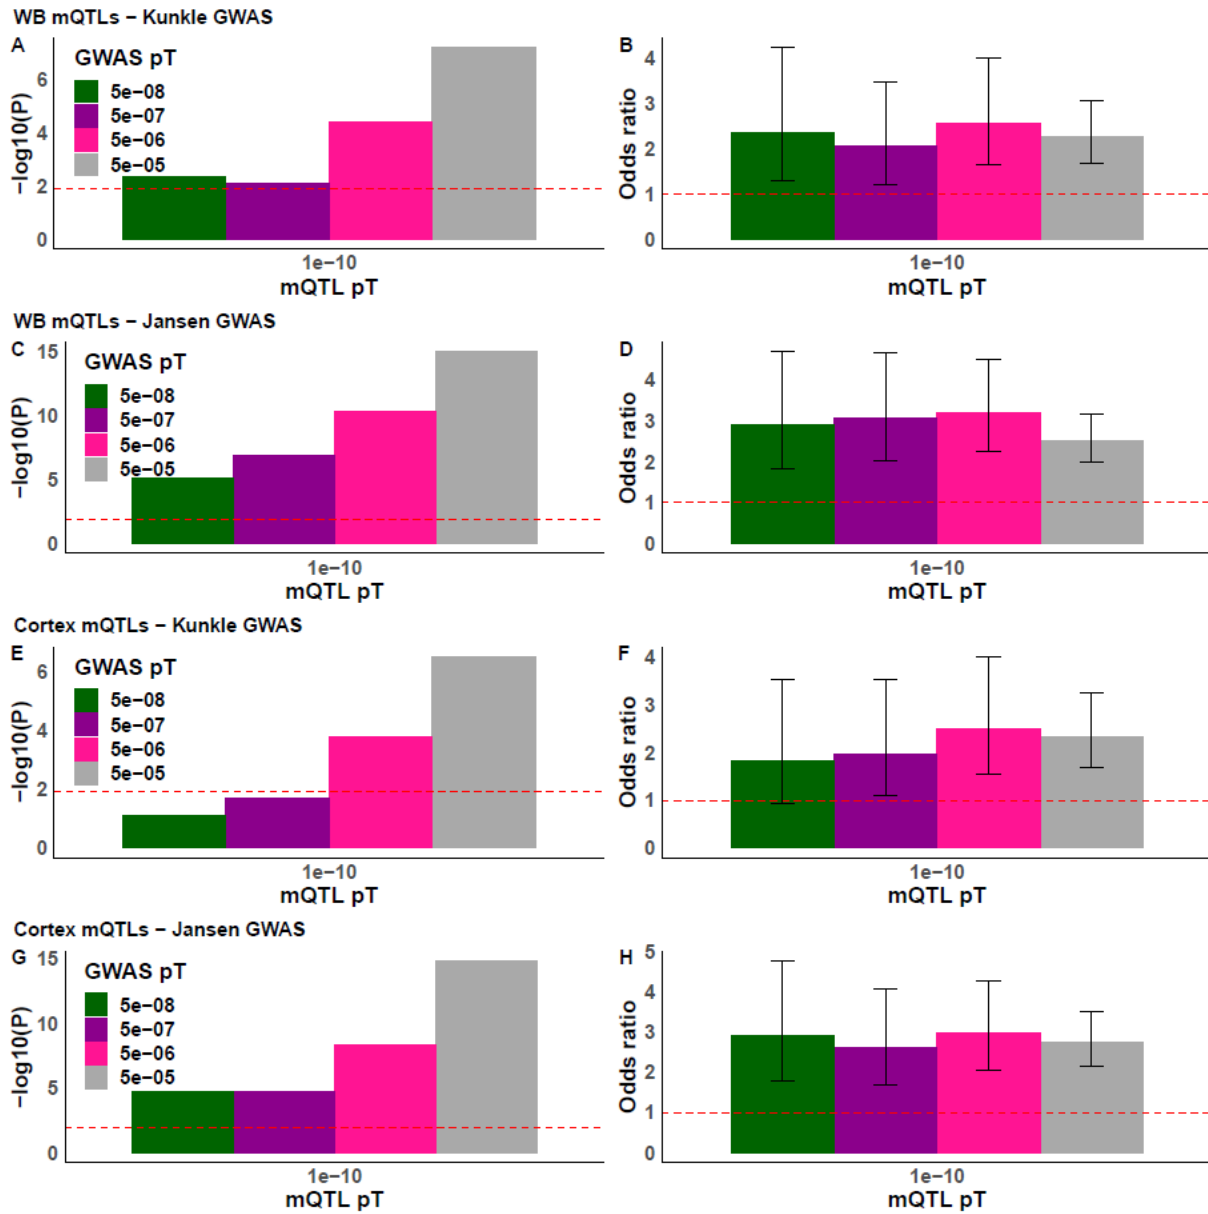 WB mQTLs − Kunkle GWAS
A
GWAS pT
5e−08
5e−07
5e−06
5e−05
−log10(P)
6
4
2
0
1e−10
mQTL pT
B
Odds ratio
4
3
2
1
0
1e−10
mQTL pT
WB mQTLs − Jansen GWAS
C
GWAS pT
5e−08
5e−07
5e−06
5e−05
−log10(P)
15
10
5
0
1e−10
mQTL pT
D
Odds ratio
4
3
2
1
0
1e−10
mQTL pT
Cortex mQTLs − Kunkle GWAS
E
GWAS pT
5e−08
5e−07
5e−06
5e−05
−log10(P)
6
4
2
0
1e−10
mQTL pT
F
Odds ratio
4
3
2
1
0
1e−10
mQTL pT
Cortex mQTLs − Jansen GWAS
G
GWAS pT
5e−08
5e−07
5e−06
5e−05
−log10(P)
15
10
5
0
1e−10
mQTL pT
H
Odds ratio
5
4
3
2
1
0
1e−10
mQTL pT